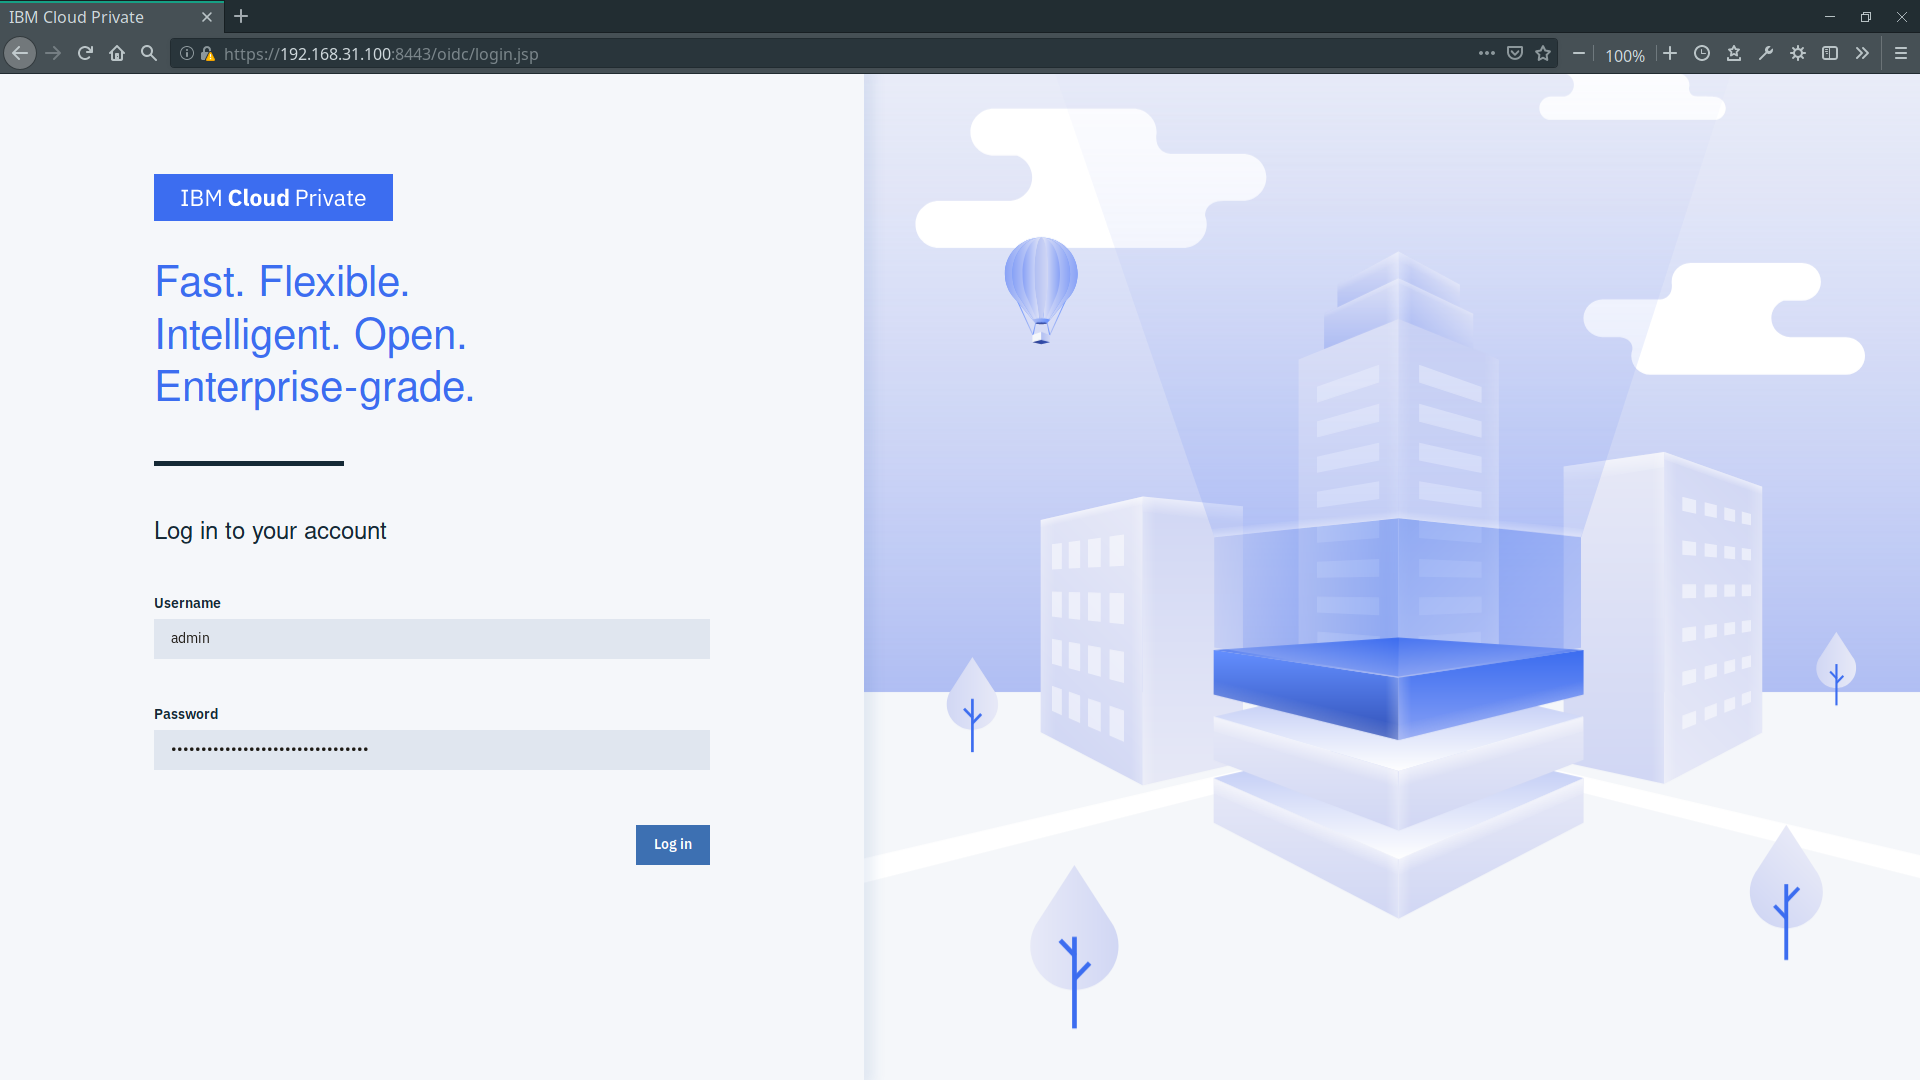 IBM Cloud Private
https://192.168.31.100:8443/oidc/login.jsp
100%
IBM Cloud Private
Fast. Flexible.
Intelligent. Open.
Enterprise-grade.
Log in to your account
Username
admin
Password
Log in